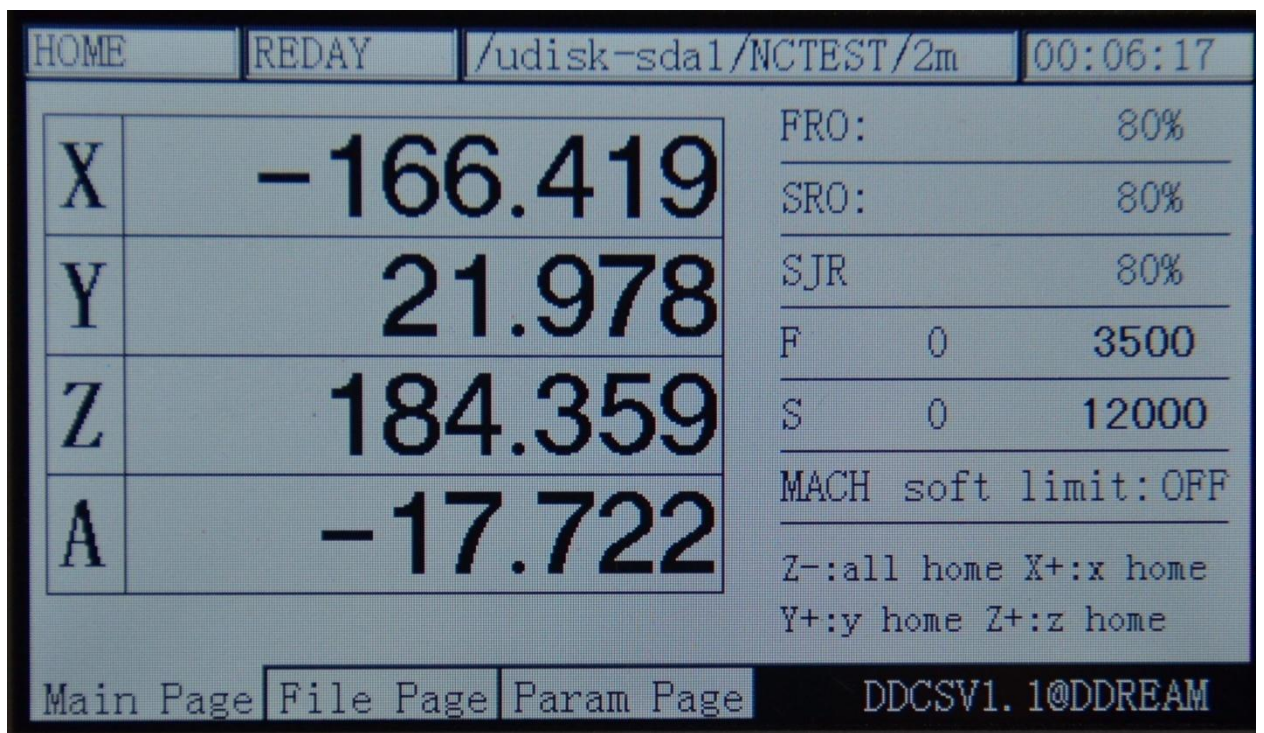 HOME REDAY /udisk-sda1/NCTEST/2m 00:06:17
X -166.419
Y 21.978
Z 184.359
A -17.722
FRO: 80%
SRO: 80%
SJR 80%
F 0 3500
S 0 12000
MACH soft limit:OFF
Z-:all home X+:x home
Y+:y home Z+:z home
Main Page File Page Param Page DDCSV1.1@DDREAM